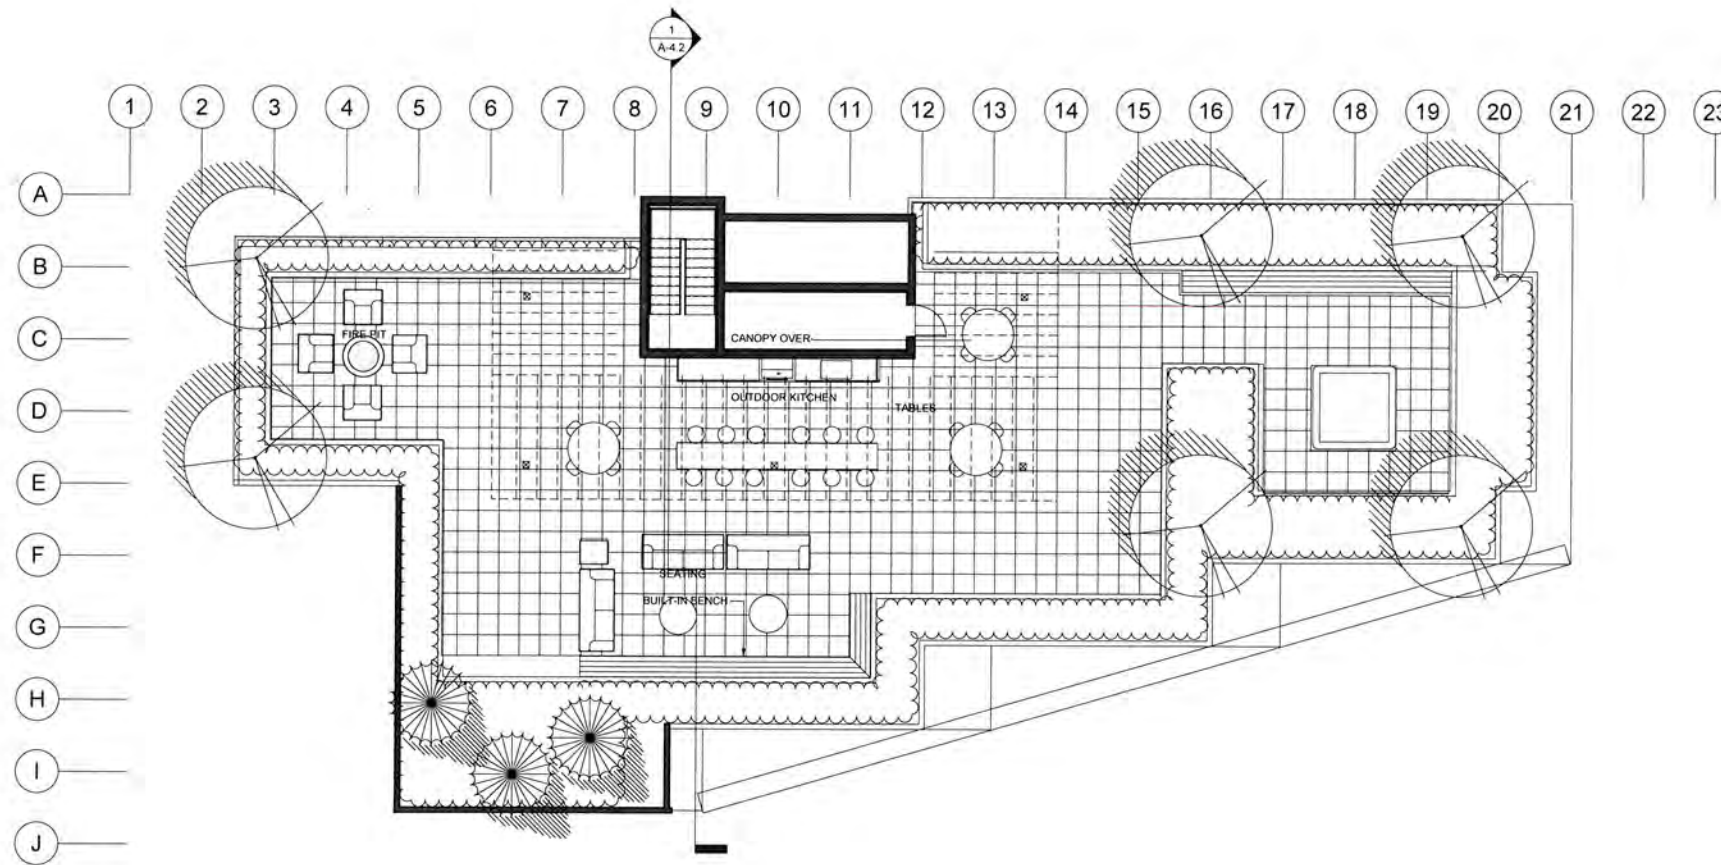 1
A-4.2
1 2 3 4 5 6 7 8 9 10 11 12 13 14 15 16 17 18 19 20 21 22 23
A
B
C
FIRE PIT
CANOPY OVER
D
OUTDOOR KITCHEN
TABLES
E
F
SEATING
BUILT-IN BENCH
G
H
I
J